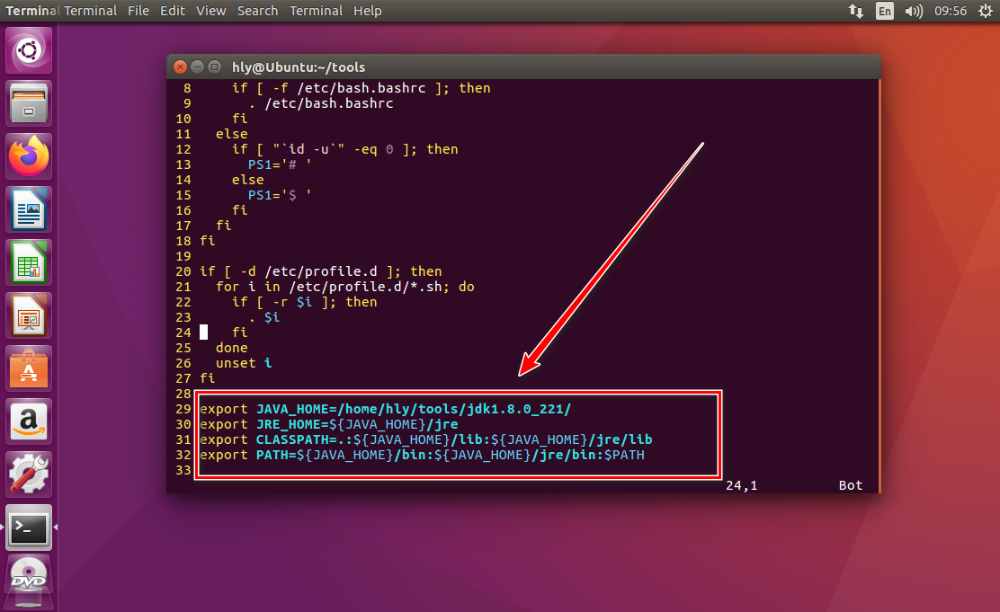 Terminal Terminal File Edit View Search Terminal Help En 09:56
hly@Ubuntu:~/tools
8     if [ -f /etc/bash.bashrc ]; then
9       . /etc/bash.bashrc
10     fi
11   else
12     if [ "`id -u`" -eq 0 ]; then
13       PS1='# '
14     else
15       PS1='$ '
16     fi
17   fi
18 fi
19
20 if [ -d /etc/profile.d ]; then
21   for i in /etc/profile.d/*.sh; do
22     if [ -r $i ]; then
23       . $i
24     fi
25   done
26   unset i
27 fi
28
29 export JAVA_HOME=/home/hly/tools/jdk1.8.0_221/
30 export JRE_HOME=${JAVA_HOME}/jre
31 export CLASSPATH=.:${JAVA_HOME}/lib:${JAVA_HOME}/jre/lib
32 export PATH=${JAVA_HOME}/bin:${JAVA_HOME}/jre/bin:$PATH
33
24,1 Bot
A
a
>_
DVD